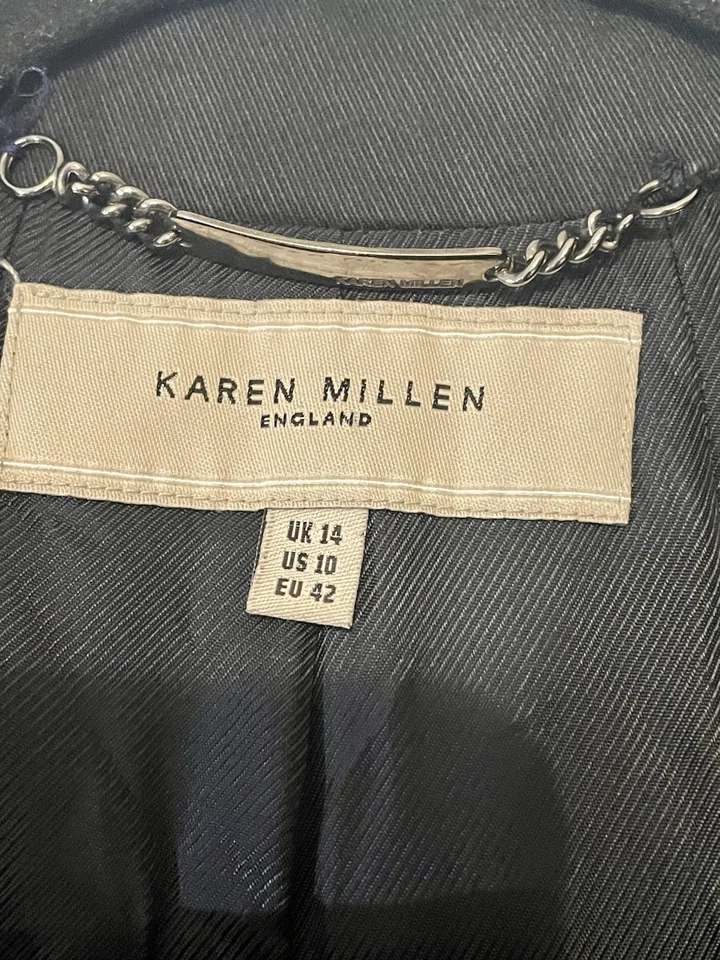 KAREN MILLEN
KAREN MILLEN
ENGLAND
UK 14
US 10
EU 42